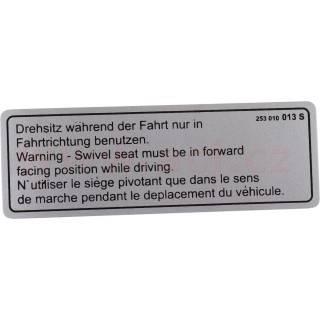 Drehsitz während der Fahrt nur in
253 010 013 S
Fahrtrichtung benutzen.
Warning - Swivel seat must be in forward
facing position while driving.
N`utiliser le siège pivotant que dans le sens
de marche pendant le deplacement du véhicule.